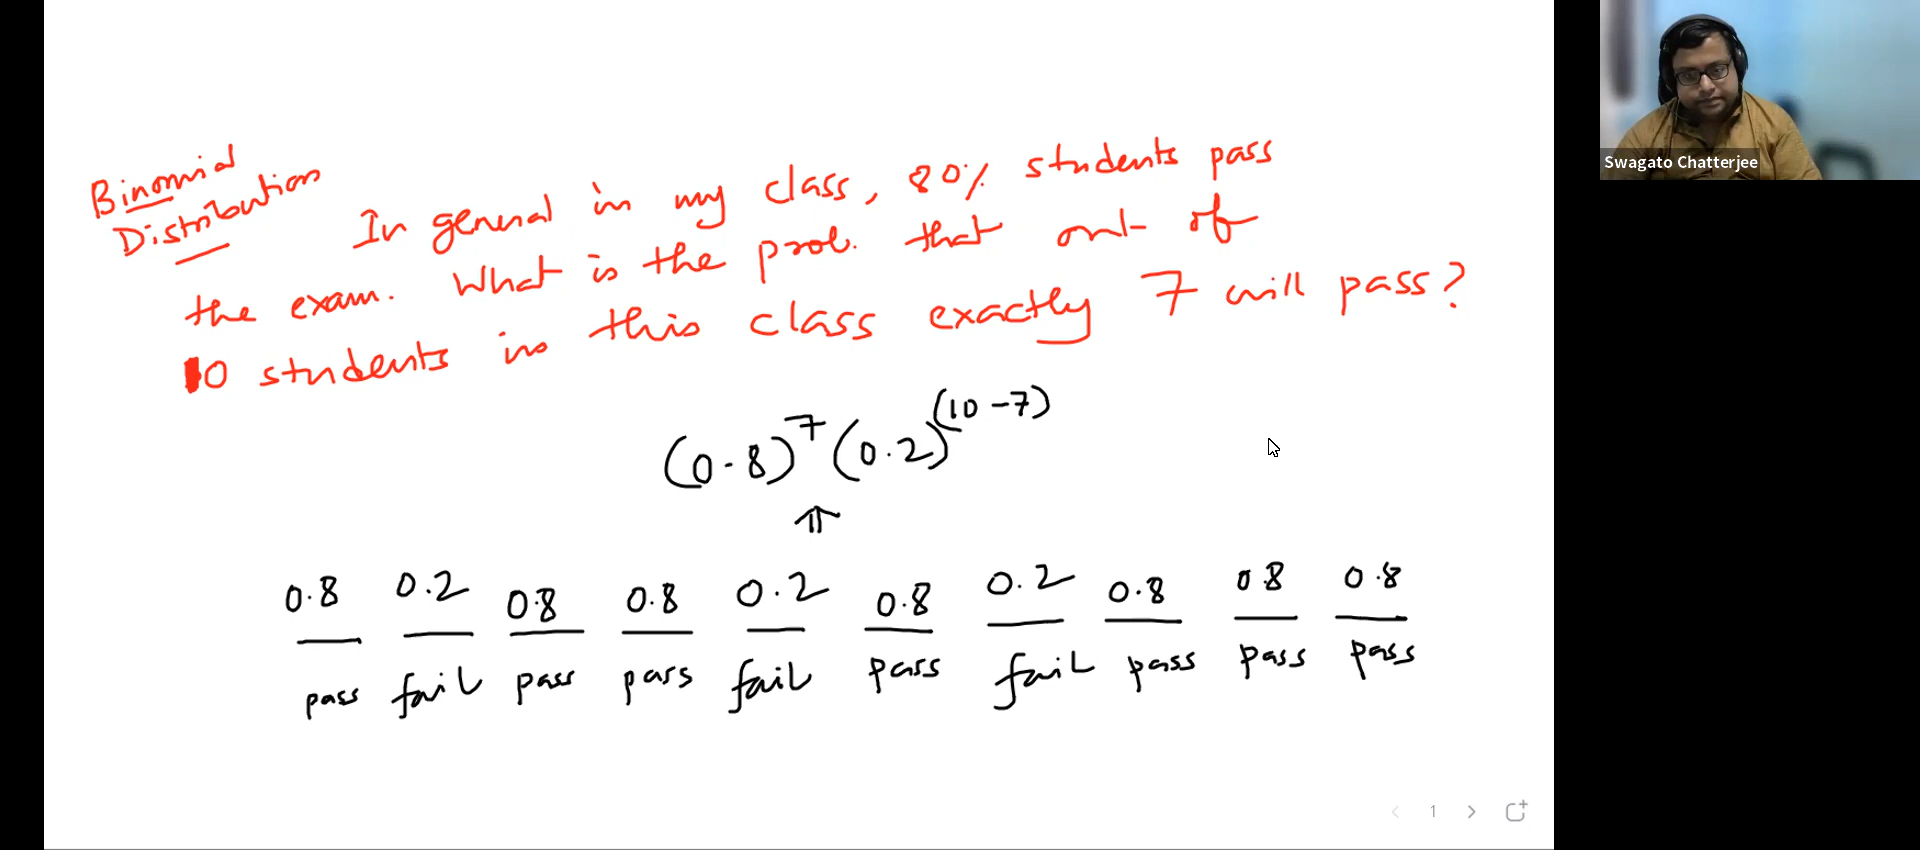 Binomial
Distribution
In general in my class, 80% students pass
the exam. What is the prob. that out of
10 students in this class exactly 7 will pass?
(0.8)^7 (0.2)^(10-7)
⇑
0.8 0.2 0.8 0.8 0.2 0.8 0.2 0.8 0.8 0.8
pass fail pass pass fail pass fail pass pass pass
Swagato Chatterjee
1